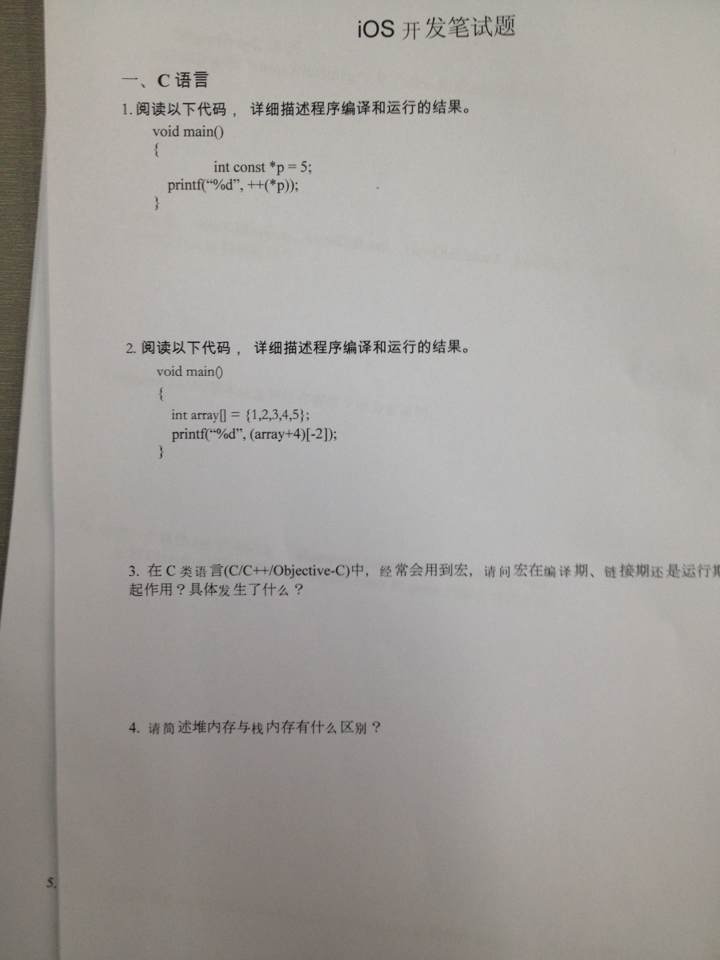 iOS 开发笔试题
一、C 语言
1. 阅读以下代码， 详细描述程序编译和运行的结果。
void main()
{
int const *p = 5;
printf(“%d”, ++(*p));
}
2. 阅读以下代码， 详细描述程序编译和运行的结果。
void main()
{
int array[] = {1,2,3,4,5};
printf(“%d”, (array+4)[-2]);
}
3. 在 C 类语言(C/C++/Objective-C)中，经常会用到宏，请问宏在编译期、链接期还是运行期
起作用？具体发生了什么？
4. 请简述堆内存与栈内存有什么区别？
5.